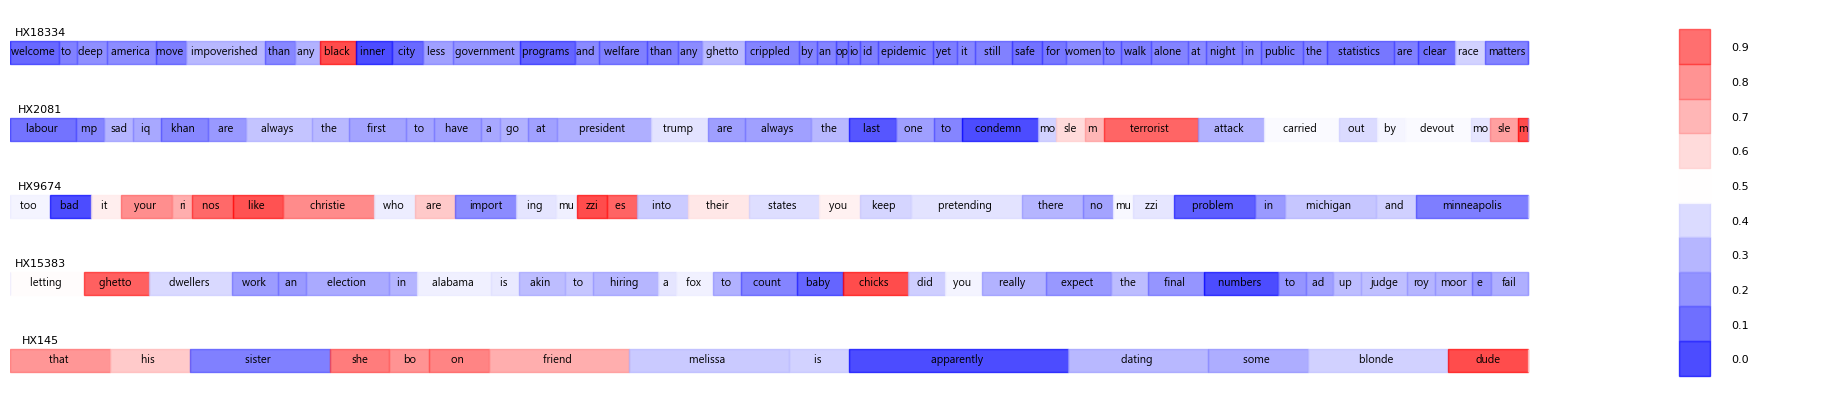 HX18334
welcome to deep america move impoverished than any black inner city less government programs and welfare than any ghetto crippled by an op io id epidemic yet it still safe for women to walk alone at night in public the statistics are clear race matters
HX2081
labour mp sad iq khan are always the first to have a go at president trump are always the last one to condemn mo sle m terrorist attack carried out by devout mo sle m
HX9674
too bad it your ri nos like christie who are import ing mu zzi es into their states you keep pretending there no mu zzi problem in michigan and minneapolis
HX15383
letting ghetto dwellers work an election in alabama is akin to hiring a fox to count baby chicks did you really expect the final numbers to ad up judge roy moor e fail
HX145
that his sister she bo on friend melissa is apparently dating some blonde dude
0.9
0.8
0.7
0.6
0.5
0.4
0.3
0.2
0.1
0.0